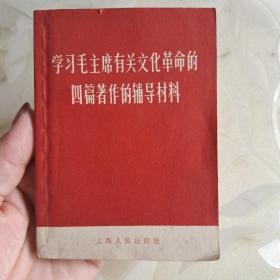 学习毛主席有关文化革命的
四篇著作的辅导材料
上海人民出版社